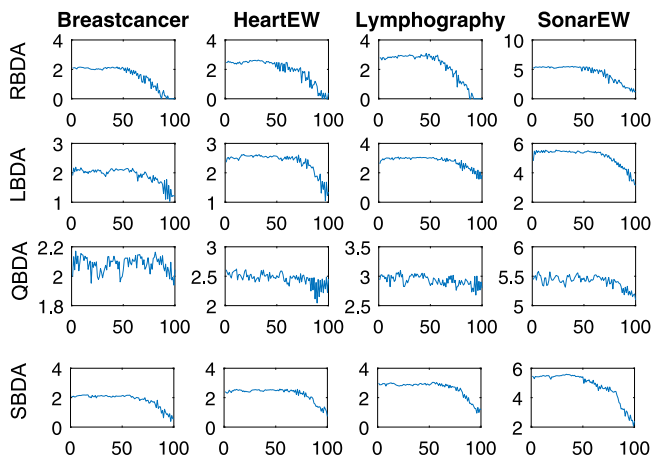 Breastcancer HeartEW Lymphography SonarEW
RBDA
4 4 4 10
2 2 2 5
0 0 0 0
0 50 100 0 50 100 0 50 100 0 50 100
LBDA
3 3 4 6
2 2 2 4
1 1 0 2
0 50 100 0 50 100 0 50 100 0 50 100
QBDA
2.2 3 3.5 6
2 2.5 3 5.5
1.8 2 2.5 5
0 50 100 0 50 100 0 50 100 0 50 100
SBDA
4 4 4 6
2 2 2 4
0 0 0 2
0 50 100 0 50 100 0 50 100 0 50 100